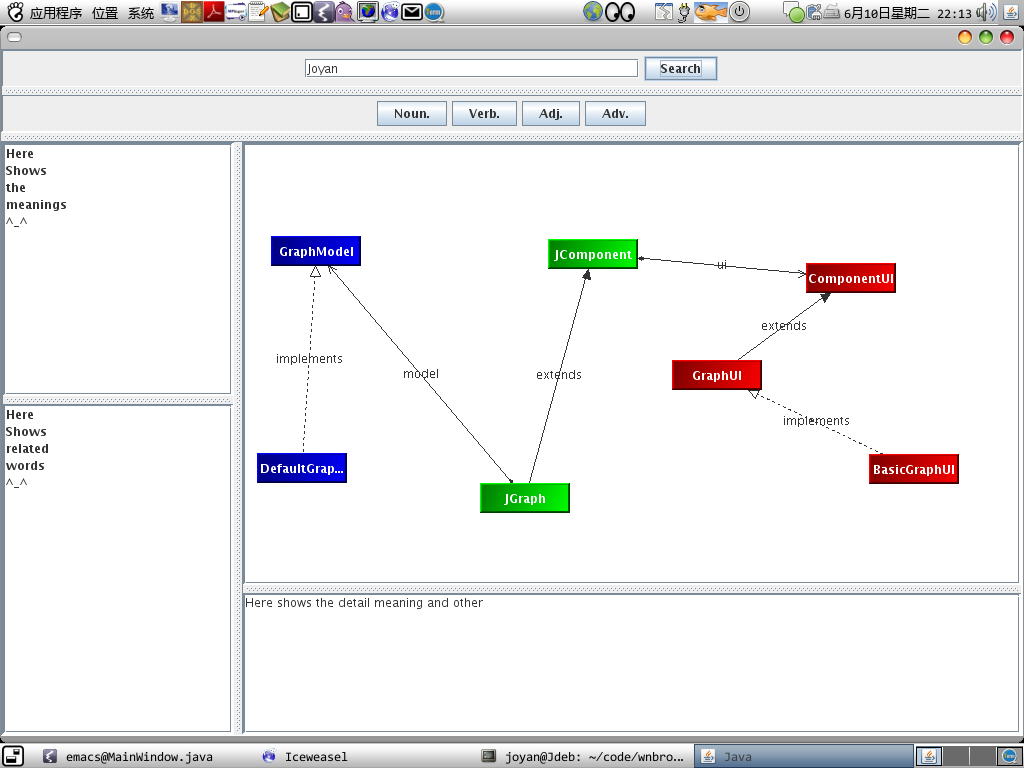 应用程序 位置 系统 6月10日星期二 22:13
Joyan Search
Noun. Verb. Adj. Adv.
Here
Shows
the
meanings
^_^
Here
Shows
related
words
^_^
GraphModel
JComponent
ui
ComponentUI
extends
implements
model
extends
GraphUI
implements
DefaultGrap...
JGraph
BasicGraphUI
Here shows the detail meaning and other
emacs@MainWindow.java Iceweasel joyan@Jdeb: ~/code/wnbro... Java